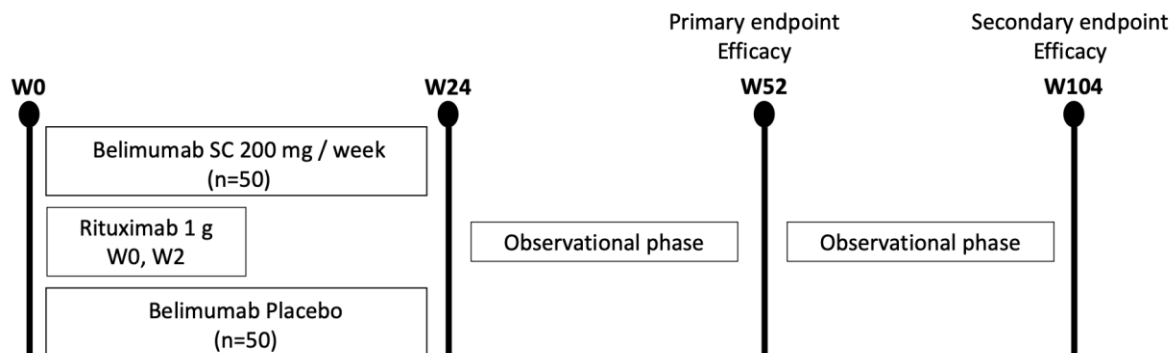 Primary endpoint
Efficacy
Secondary endpoint
Efficacy
W0
W24
W52
W104
Belimumab SC 200 mg / week
(n=50)
Rituximab 1 g
W0, W2
Observational phase
Observational phase
Belimumab Placebo
(n=50)